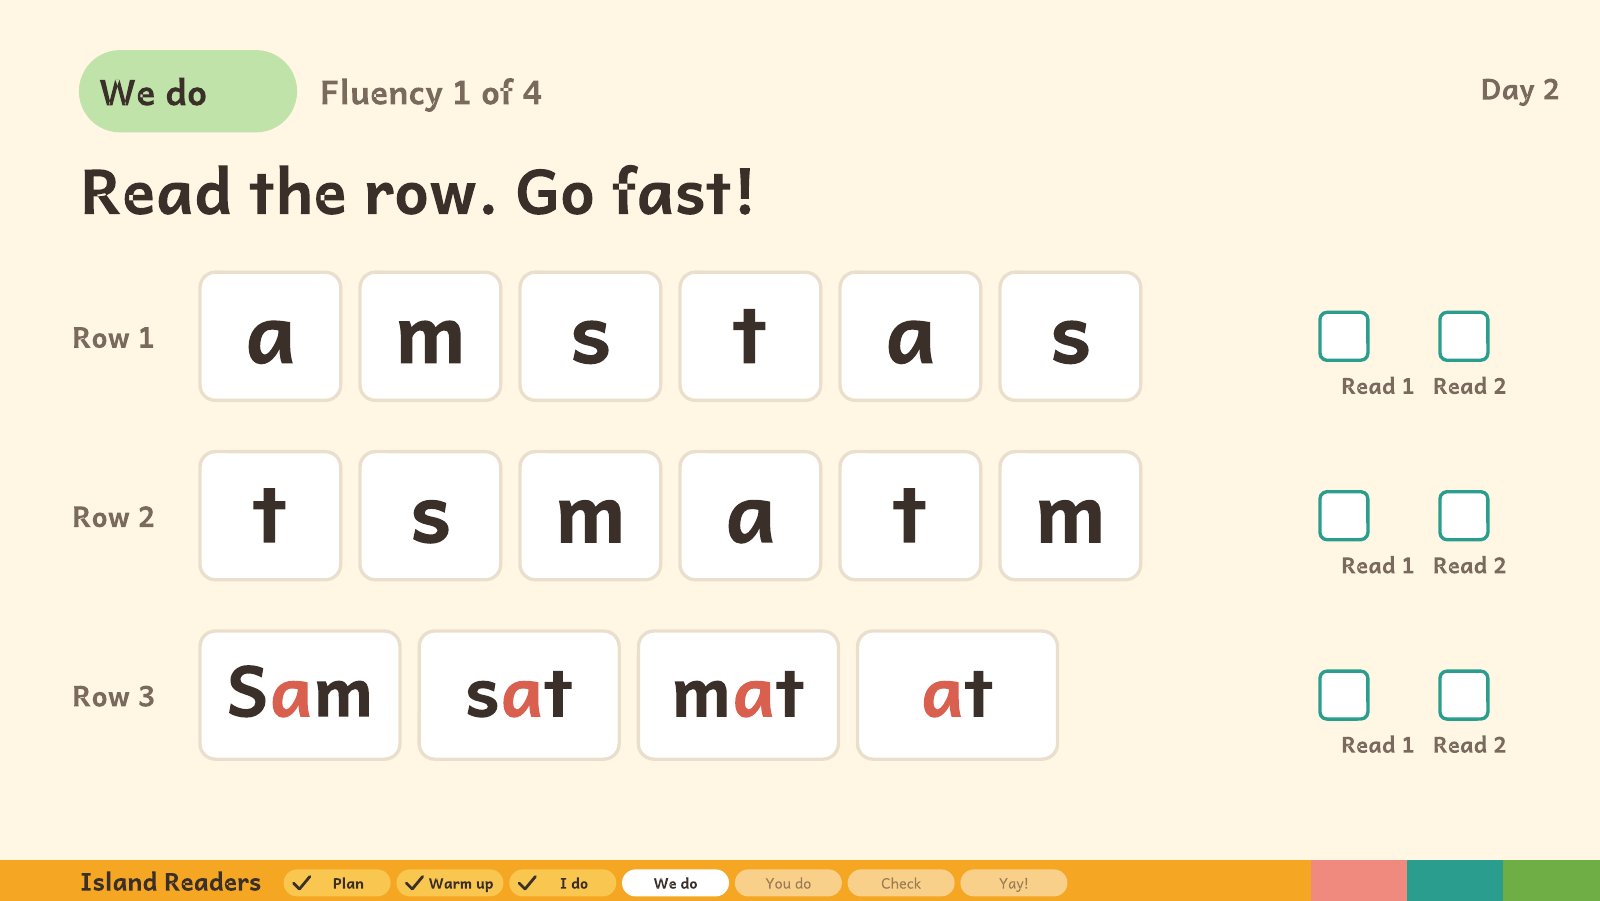 We do Fluency 1 of 4 Day 2
Read the row. Go fast!
Row 1 a m s t a s
Read 1 Read 2
Row 2 t s m a t m
Read 1 Read 2
Row 3 Sam sat mat at
Read 1 Read 2
Island Readers Plan Warm up I do We do You do Check Yay!